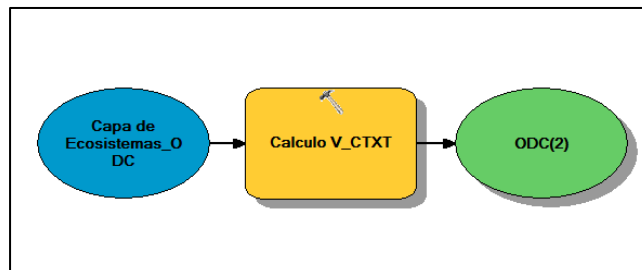 Capa de
Ecosistemas_O
DC
Calculo V_CTXT
ODC(2)